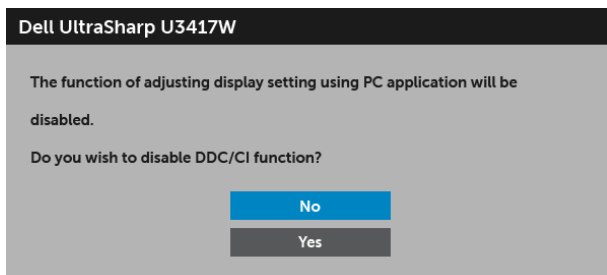 Dell UltraSharp U3417W
The function of adjusting display setting using PC application will be
disabled.
Do you wish to disable DDC/CI function?
No
Yes